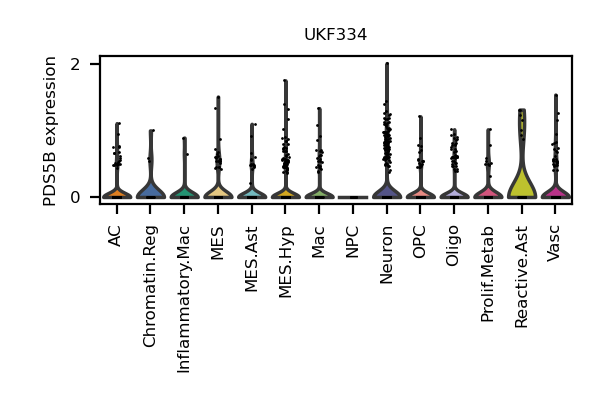 UKF334
PDS5B expression
2
0
AC
Chromatin.Reg
Inflammatory.Mac
MES
MES.Ast
MES.Hyp
Mac
NPC
Neuron
OPC
Oligo
Prolif.Metab
Reactive.Ast
Vasc